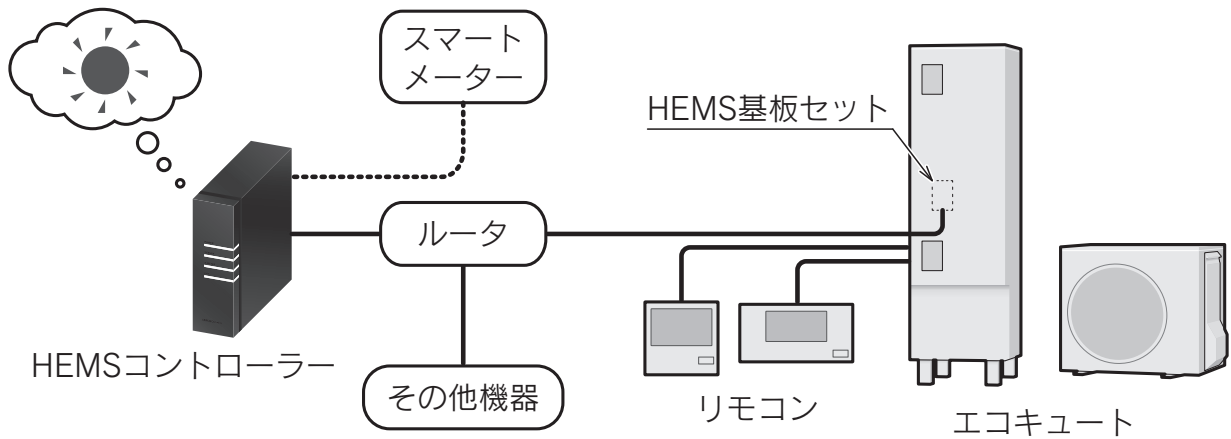 スマート
メーター
HEMS基板セット
ルータ
HEMSコントローラー
その他機器
リモコン
エコキュート